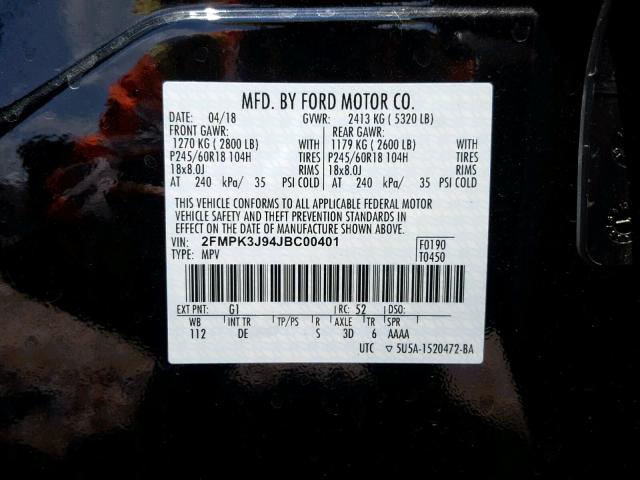 MFD. BY FORD MOTOR CO.
DATE: 04/18 GVWR: 2413 KG ( 5320 LB)
FRONT GAWR: REAR GAWR:
1270 KG ( 2800 LB) WITH 1179 KG ( 2600 LB) WITH
P245/60R18 104H TIRES P245/60R18 104H TIRES
18x8.0J RIMS 18x8.0J RIMS
AT 240 kPa/ 35 PSI COLD AT 240 kPa/ 35 PSI COLD
THIS VEHICLE CONFORMS TO ALL APPLICABLE FEDERAL MOTOR
VEHICLE SAFETY AND THEFT PREVENTION STANDARDS IN
EFFECT ON THE DATE OF MANUFACTURE SHOWN ABOVE.
VIN: 2FMPK3J94JBC00401 F0190
TYPE: MPV T0450
EXT PNT: G1 RC: 52 DSO:
WB INT TR TP/PS R AXLE TR SPR
112 DE S 3D 6 AAAA
UTC ▽ 5U5A-1520472-BA